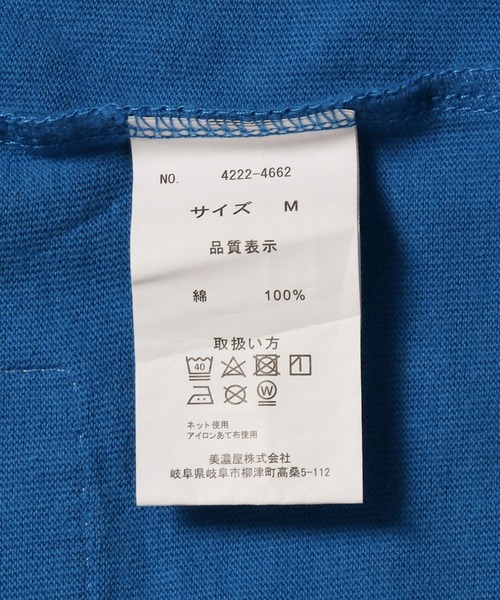 NO. 4222-4662
サイズ M
品質表示
綿 100%
取扱い方
40
W
ネット使用
アイロンあて布使用
美濃屋株式会社
岐阜県岐阜市柳津町高桑5-112